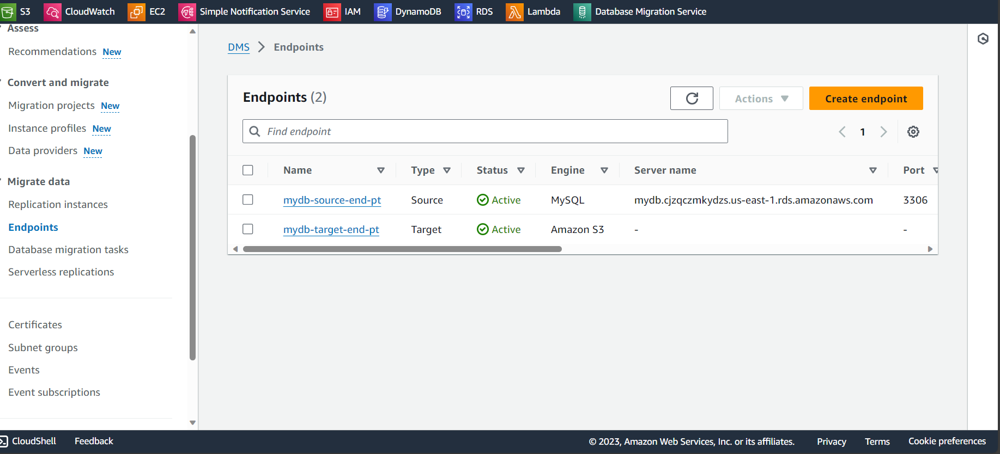 S3 CloudWatch EC2 Simple Notification Service IAM DynamoDB RDS Lambda Database Migration Service
Assess
Recommendations New
Convert and migrate
Migration projects New
Instance profiles New
Data providers New
Migrate data
Replication instances
Endpoints
Database migration tasks
Serverless replications
Certificates
Subnet groups
Events
Event subscriptions
DMS > Endpoints
Endpoints (2)
Actions
Create endpoint
Find endpoint
1
Name Type Status Engine Server name Port
mydb-source-end-pt Source Active MySQL mydb.cjzqczmkydzs.us-east-1.rds.amazonaws.com 3306
mydb-target-end-pt Target Active Amazon S3 - -
CloudShell Feedback © 2023, Amazon Web Services, Inc. or its affiliates. Privacy Terms Cookie preferences